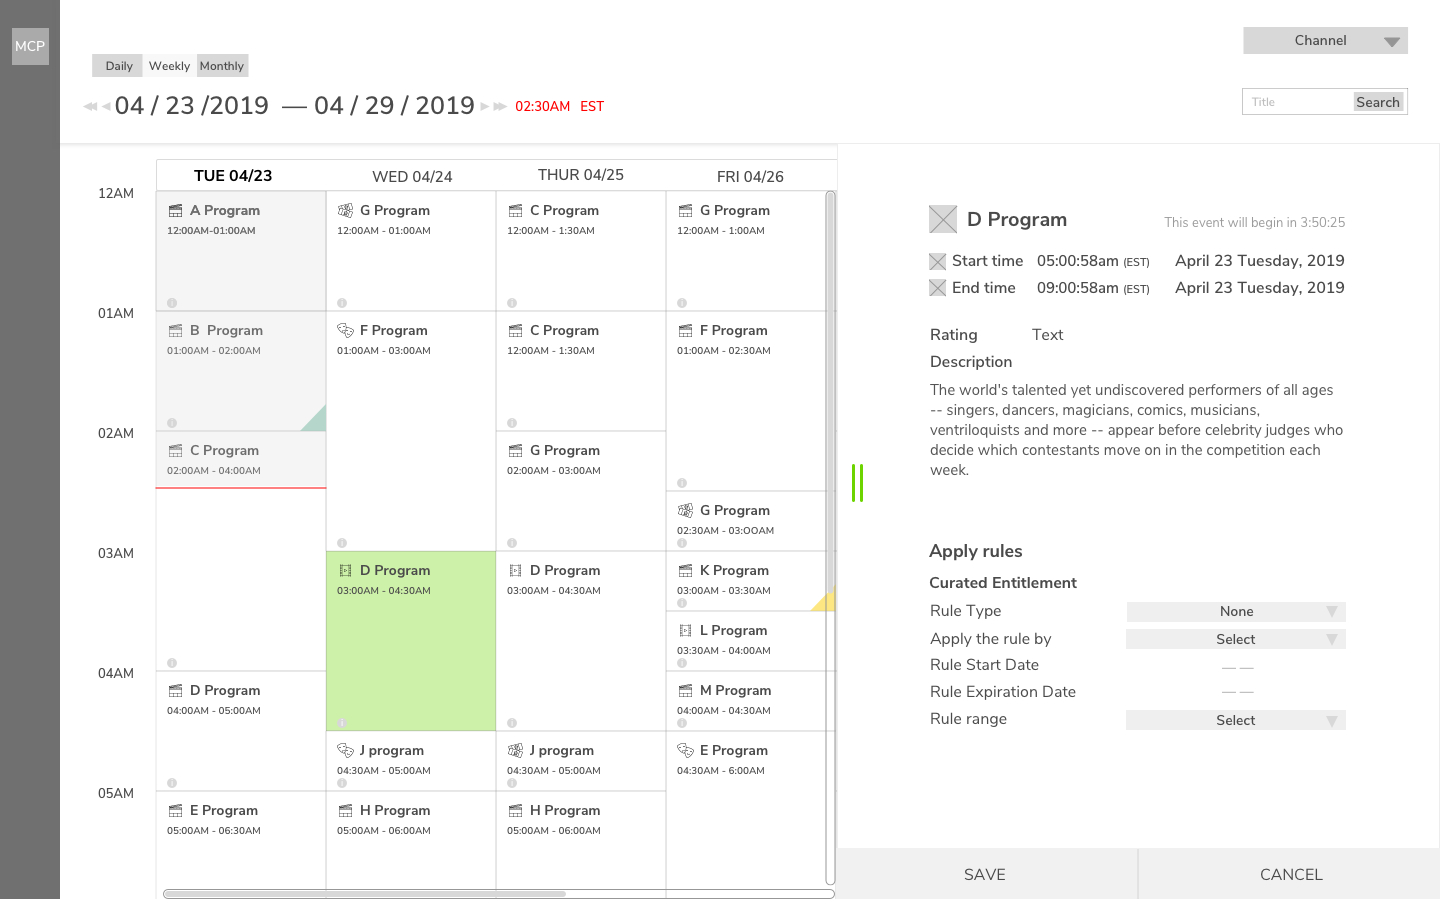 MCP
Channel
Daily Weekly Monthly
04 / 23 /2019 — 04 / 29 / 2019 02:30AM EST
Title Search
TUE 04/23 WED 04/24 THUR 04/25 FRI 04/26
12AM
A Program
12:00AM-01:00AM
G Program
12:00AM - 01:00AM
C Program
12:00AM - 1:30AM
G Program
12:00AM - 1:00AM
01AM
B Program
01:00AM - 02:00AM
F Program
01:00AM - 03:00AM
C Program
12:00AM - 1:30AM
F Program
01:00AM - 02:30AM
02AM
C Program
02:00AM - 04:00AM
G Program
02:00AM - 03:00AM
G Program
02:30AM - 03:OOAM
03AM
D Program
03:00AM - 04:30AM
D Program
03:00AM - 04:30AM
K Program
03:00AM - 03:30AM
L Program
03:30AM - 04:00AM
04AM
D Program
04:00AM - 05:00AM
M Program
04:00AM - 04:30AM
J program
04:30AM - 05:00AM
J program
04:30AM - 05:00AM
E Program
04:30AM - 6:00AM
05AM
E Program
05:00AM - 06:30AM
H Program
05:00AM - 06:00AM
H Program
05:00AM - 06:00AM
D Program This event will begin in 3:50:25
Start time 05:00:58am (EST) April 23 Tuesday, 2019
End time 09:00:58am (EST) April 23 Tuesday, 2019
Rating Text
Description
The world's talented yet undiscovered performers of all ages
-- singers, dancers, magicians, comics, musicians,
ventriloquists and more -- appear before celebrity judges who
decide which contestants move on in the competition each
week.
Apply rules
Curated Entitlement
Rule Type None
Apply the rule by Select
Rule Start Date — —
Rule Expiration Date — —
Rule range Select
SAVE CANCEL